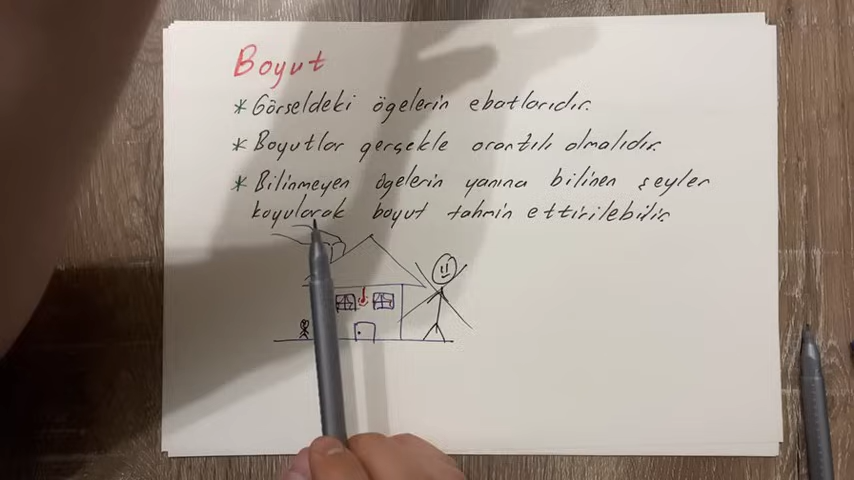 Boyut
* Görseldeki ögelerin ebatlarıdır.
* Boyutlar gerçekle orantılı olmalıdır.
* Bilinmeyen ögelerin yanına bilinen şeyler
koyularak boyut tahmin ettirilebilir.